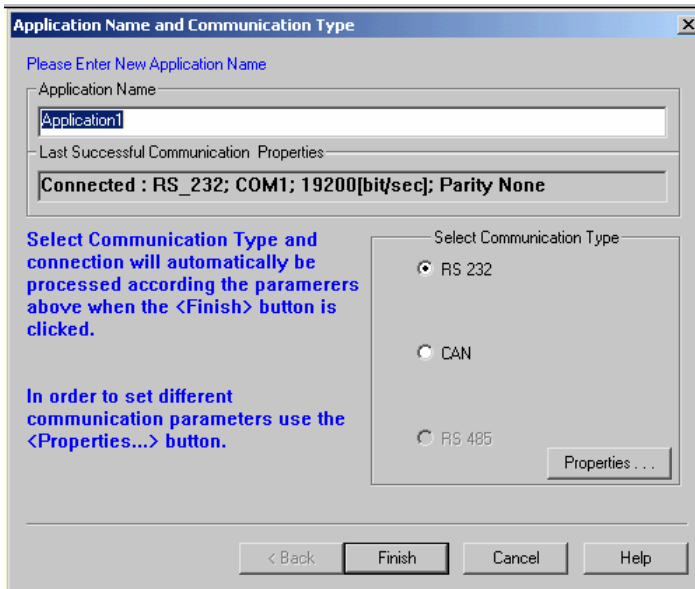 Application Name and Communication Type
Please Enter New Application Name
Application Name
Application1
Last Successful Communication Properties
Connected : RS_232; COM1; 19200[bit/sec]; Parity None
Select Communication Type and
connection will automatically be
processed according the paramerers
above when the <Finish> button is
clicked.
In order to set different
communication parameters use the
<Properties...> button.
Select Communication Type
RS 232
CAN
RS 485
Properties . . .
< Back
Finish
Cancel
Help